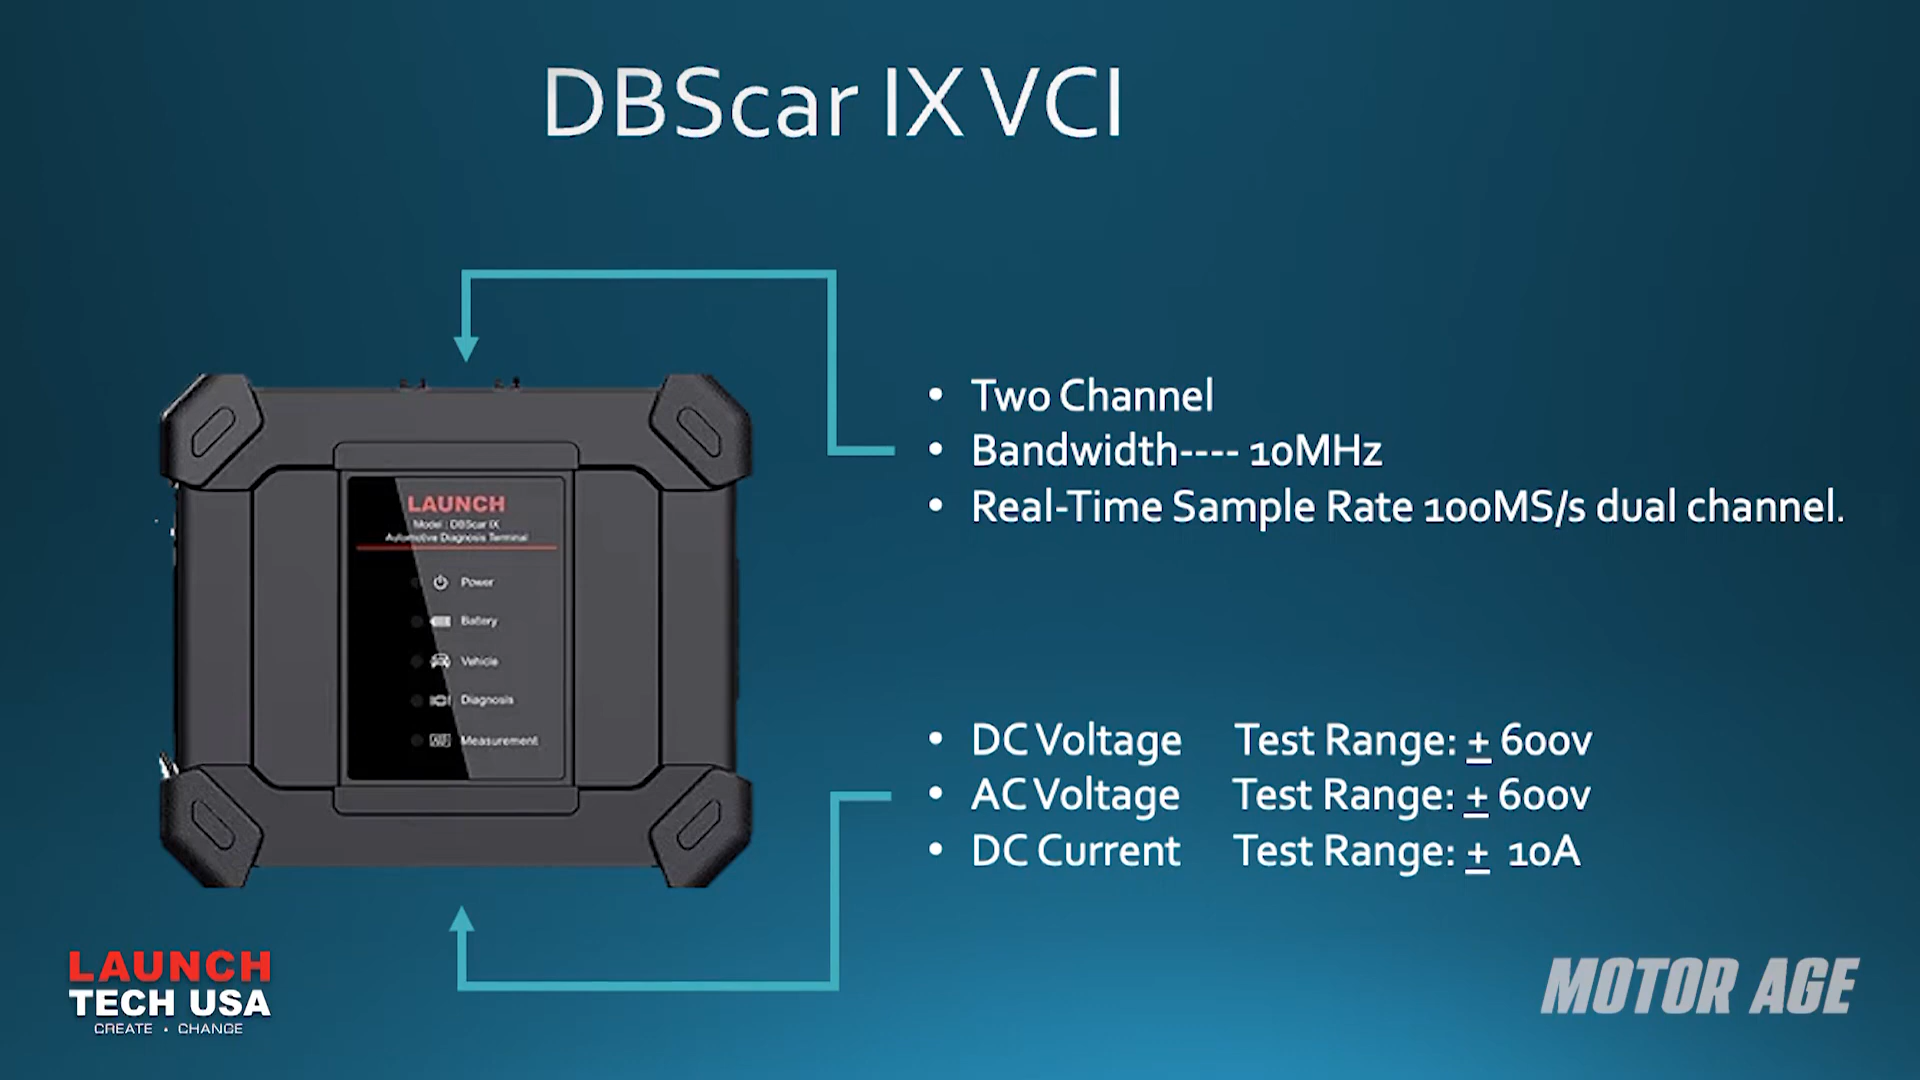 DBScar IX VCI
• Two Channel
• Bandwidth---- 10MHz
• Real-Time Sample Rate 100MS/s dual channel.
LAUNCH
Model : DBScar IX
Automotive Diagnosis Terminal
Power
Battery
Vehicle
Diagnosis
Measurement
• DC Voltage Test Range: ± 600v
• AC Voltage Test Range: ± 600v
• DC Current Test Range: ± 10A
LAUNCH
TECH USA
CREATE • CHANGE
MOTOR AGE